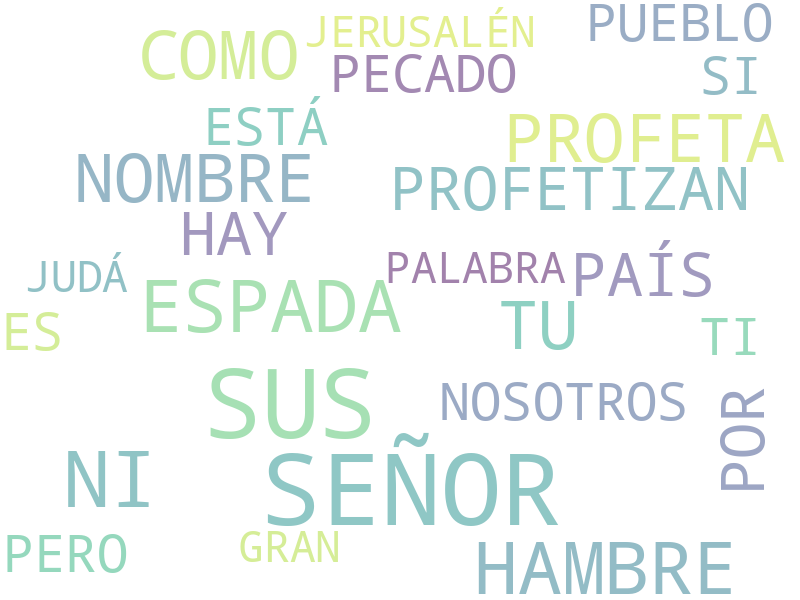 JERUSALÉN
PUEBLO
COMO
PECADO
SI
ESTÁ
PROFETA
NOMBRE
PROFETIZAN
HAY
JUDÁ
PALABRA
PAÍS
ESPADA
ES
TU
TI
SUS
NOSOTROS
POR
NI
SEÑOR
PERO
GRAN
HAMBRE